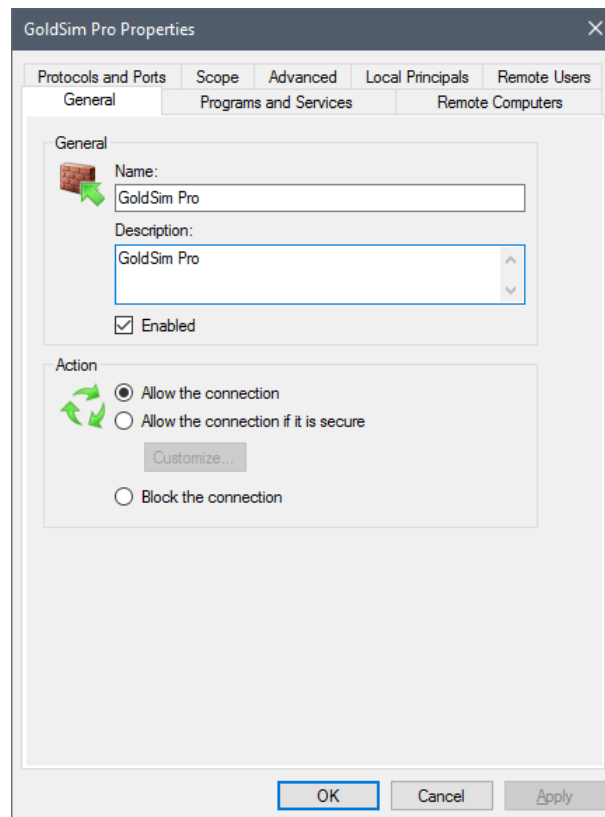 GoldSim Pro Properties
Protocols and Ports Scope Advanced Local Principals Remote Users
General Programs and Services Remote Computers
General
Name:
GoldSim Pro
Description:
GoldSim Pro
Enabled
Action
Allow the connection
Allow the connection if it is secure
Customize...
Block the connection
OK Cancel Apply